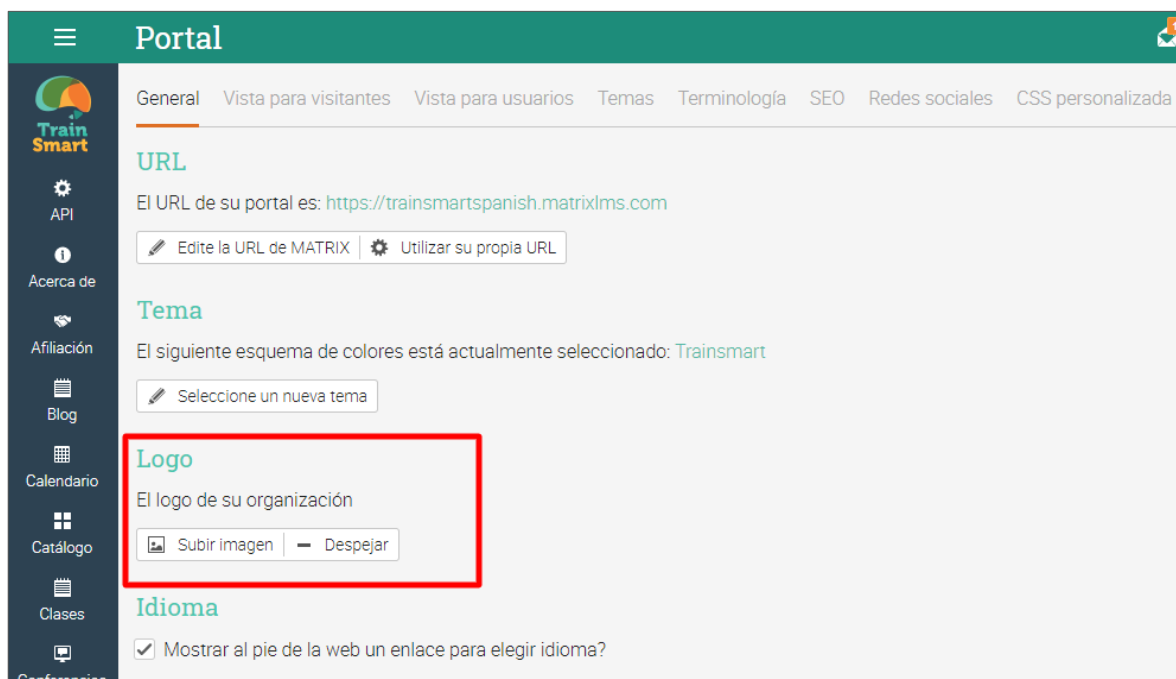 Portal
Train
Smart
API
Acerca de
Afiliación
Blog
Calendario
Catálogo
Clases
Conferencias
General Vista para visitantes Vista para usuarios Temas Terminología SEO Redes sociales CSS personalizada
URL
El URL de su portal es: https://trainsmartspanish.matrixlms.com
Edite la URL de MATRIX Utilizar su propia URL
Tema
El siguiente esquema de colores está actualmente seleccionado: Trainsmart
Seleccione un nueva tema
Logo
El logo de su organización
Subir imagen Despejar
Idioma
Mostrar al pie de la web un enlace para elegir idioma?